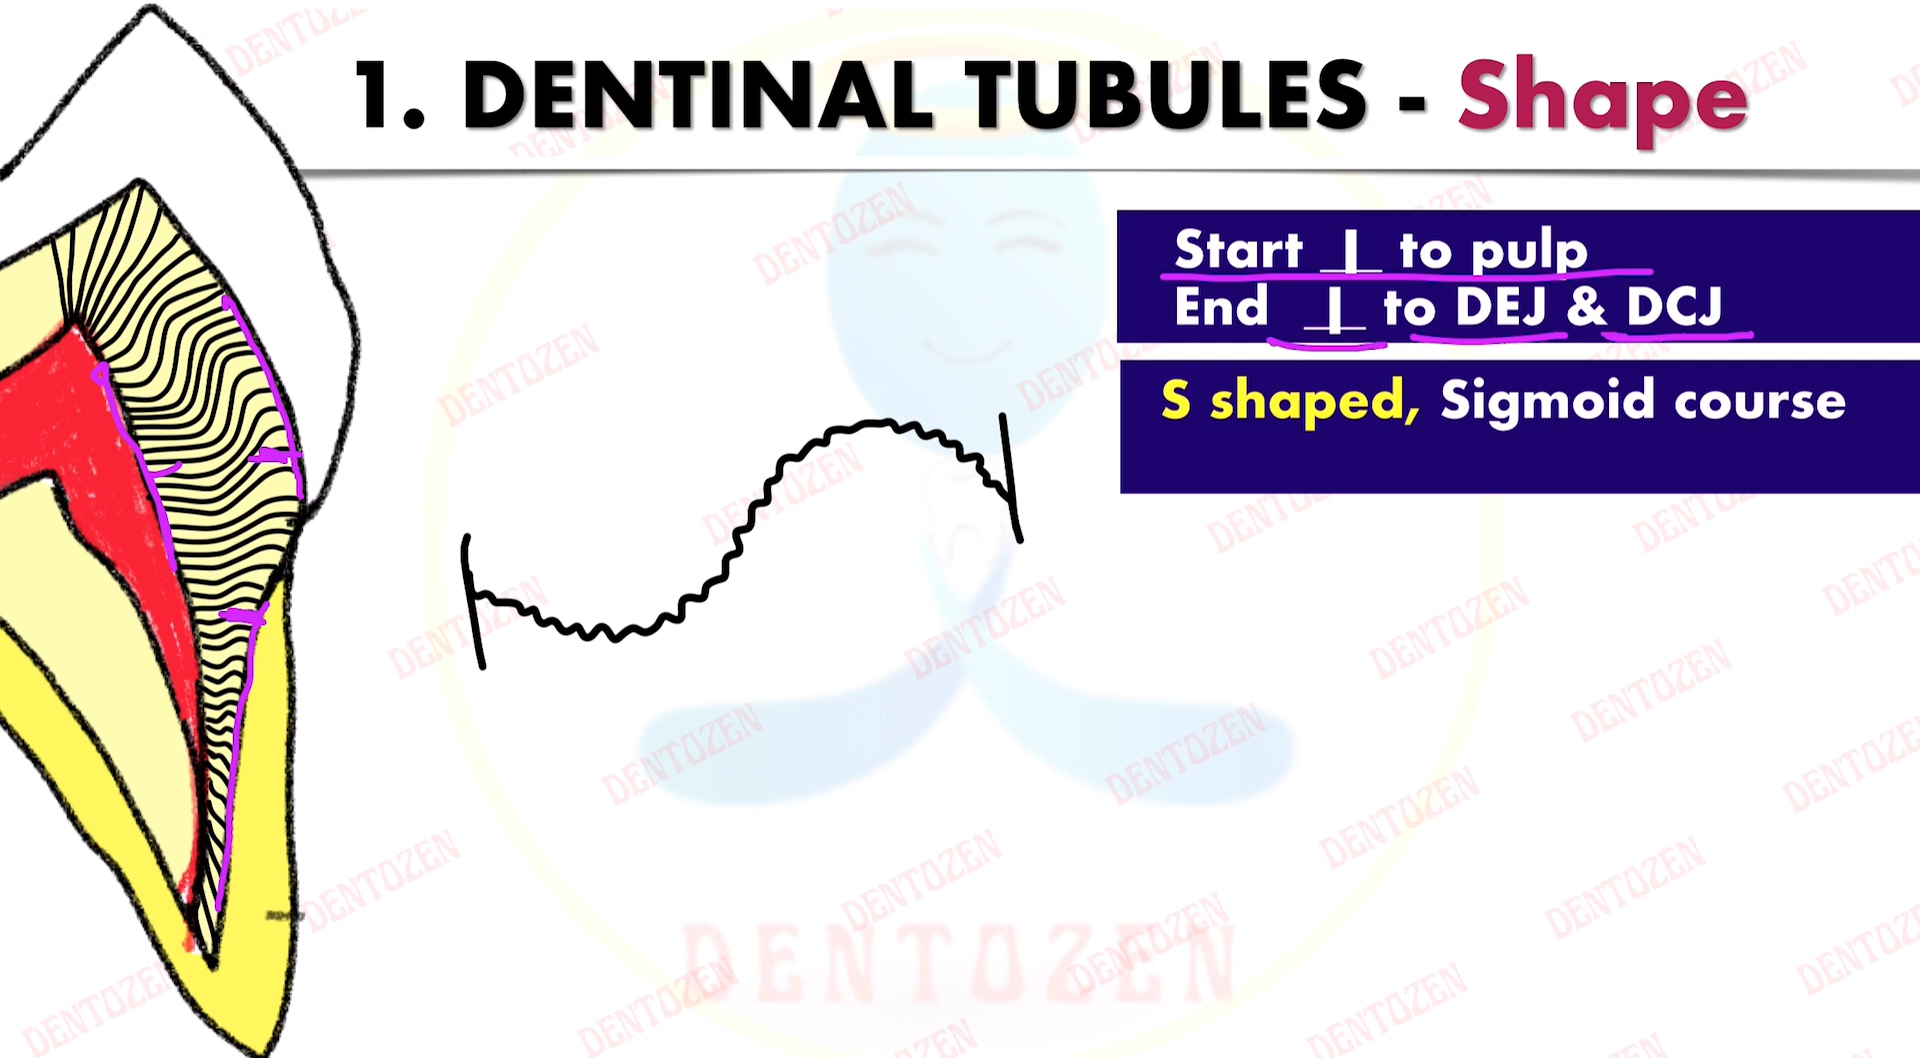 1. DENTINAL TUBULES - Shape
Start _|_ to pulp
End _|_ to DEJ & DCJ
S shaped, Sigmoid course
DENTOZEN